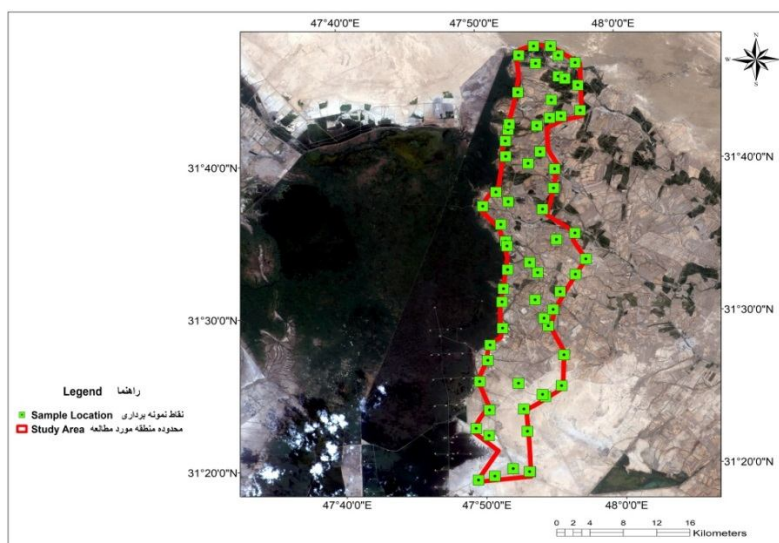 47°40'0"E 47°50'0"E 48°0'0"E
N
W E
S
31°40'0"N 31°40'0"N
31°30'0"N 31°30'0"N
31°20'0"N 31°20'0"N
Legend راهنما
Sample Location نقاط نمونه برداری
Study Area محدوده منطقه مورد مطالعه
47°40'0"E 47°50'0"E 48°0'0"E
0 2 4 8 12 16
Kilometers